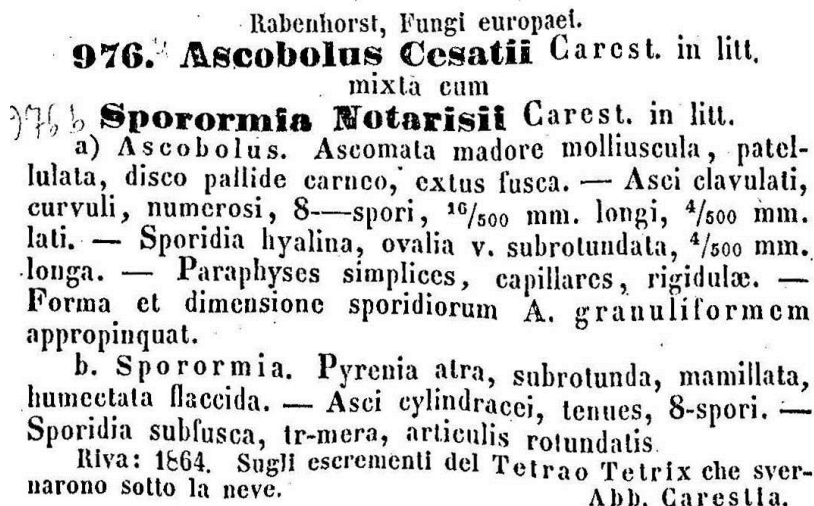 Rabenhorst, Fungi europaei.
976. Ascobolus Cesatii Carest. in litt.
mixta cum
976 b Sporormia Notarisii Carest. in litt.
a) Ascobolus. Ascomata madore molliuscula, patel-
lulata, disco pallide carneo, extus fusca. — Asci clavulati,
curvuli, numerosi, 8—spori, 16/500 mm. longi, 4/500 mm.
lati. — Sporidia hyalina, ovalia v. subrotundata, 4/500 mm.
longa. — Paraphyses simplices, capillares, rigidulæ. —
Forma et dimensione sporidiorum A. granuliformem
appropinquat.
b. Sporormia. Pyrenia atra, subrotunda, mamillata,
humectata flaccida. — Asci cylindracei, tenues, 8-spori. —
Sporidia subfusca, tr-mera, articulis rotundatis
Riva: 1864. Sugli escrementi del Tetrao Tetrix che sver-
narono sotto la neve.
Abb. Carestia.